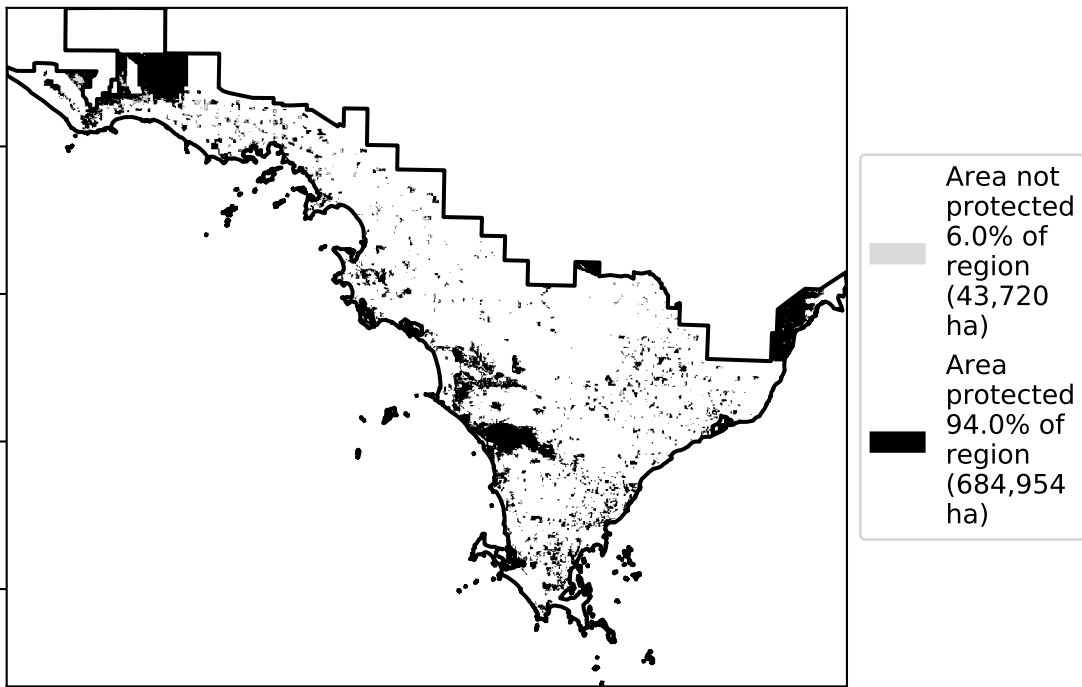 Area not
protected
6.0% of
region
(43,720
ha)
Area
protected
94.0% of
region
(684,954
ha)